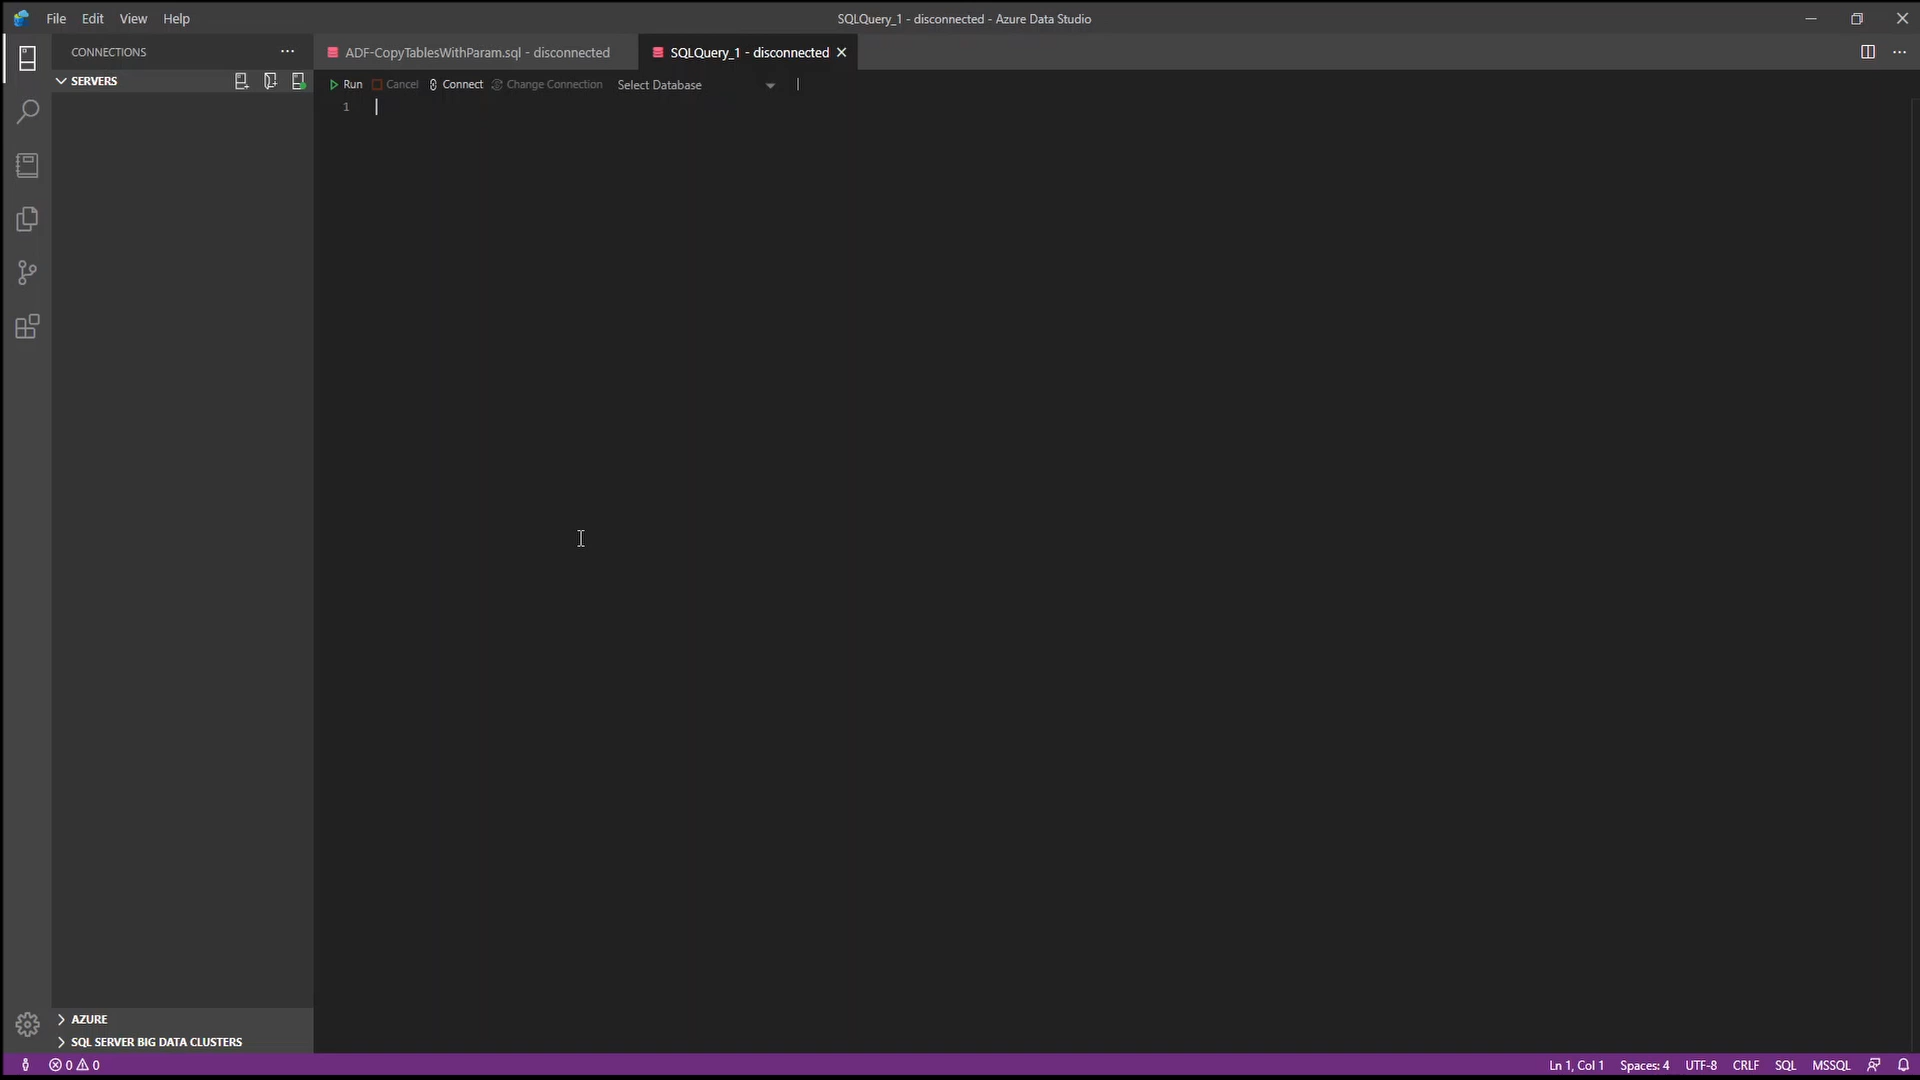 File Edit View Help
SQLQuery_1 - disconnected - Azure Data Studio
CONNECTIONS
ADF-CopyTablesWithParam.sql - disconnected
SQLQuery_1 - disconnected
SERVERS
Run Cancel Connect Change Connection Select Database
1
AZURE
SQL SERVER BIG DATA CLUSTERS
0 0
Ln 1, Col 1 Spaces: 4 UTF-8 CRLF SQL MSSQL